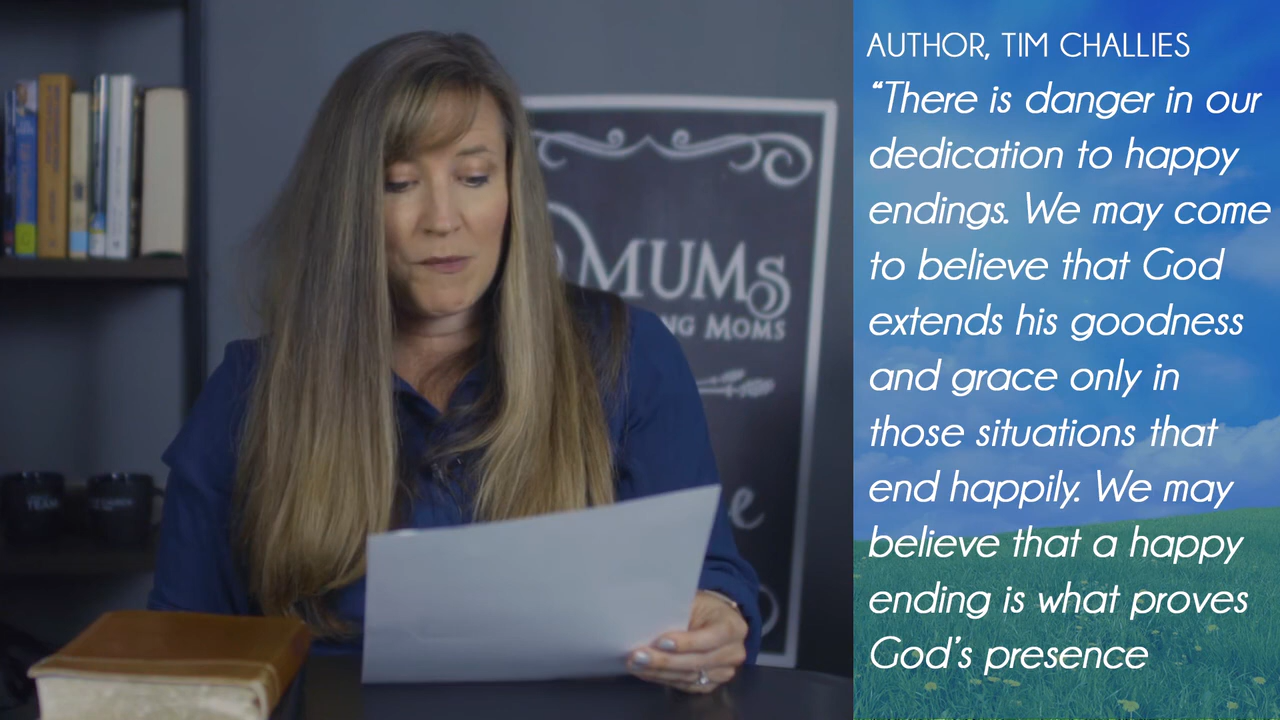 AUTHOR, TIM CHALLIES
“There is danger in our
dedication to happy
endings. We may come
to believe that God
extends his goodness
and grace only in
those situations that
end happily. We may
believe that a happy
ending is what proves
God’s presence
MUMs
NG MOMS
e
TEAM